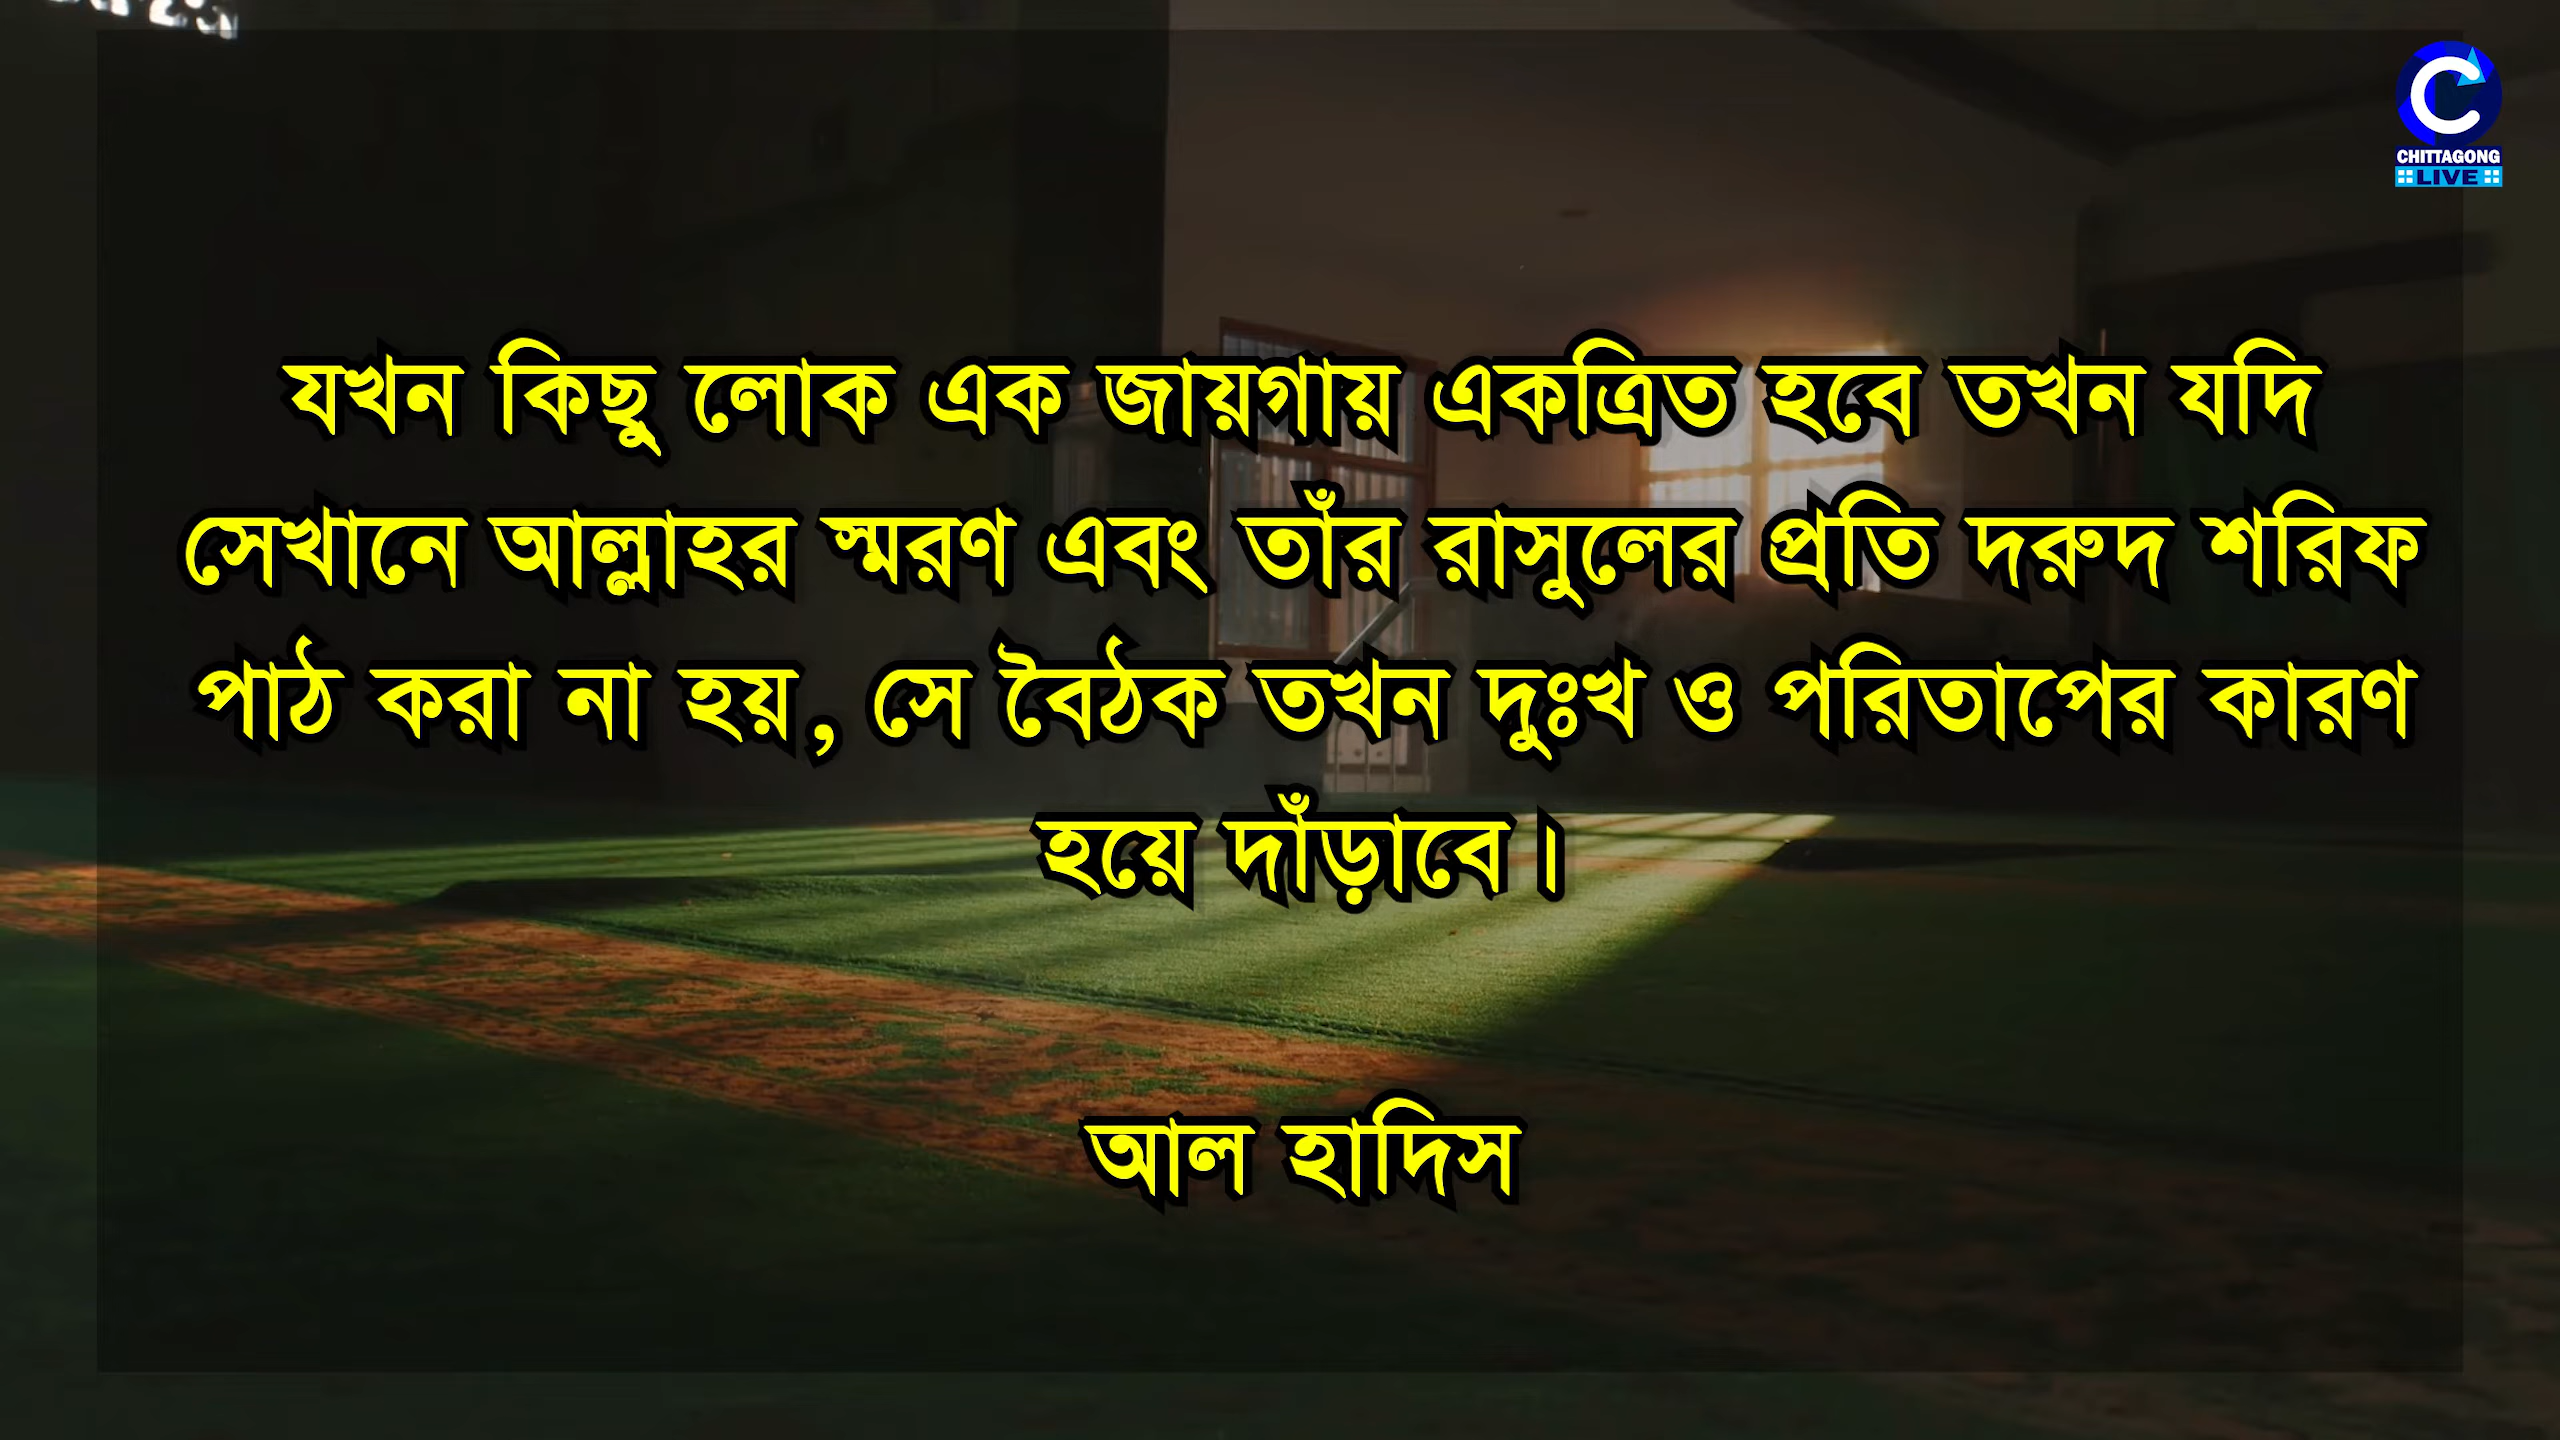 CHITTAGONG
LIVE
যখন কিছু লোক এক জায়গায় একত্রিত হবে তখন যদি
সেখানে আল্লাহর স্মরণ এবং তাঁর রাসুলের প্রতি দরুদ শরিফ
পাঠ করা না হয়, সে বৈঠক তখন দুঃখ ও পরিতাপের কারণ
হয়ে দাঁড়াবে।
আল হাদিস